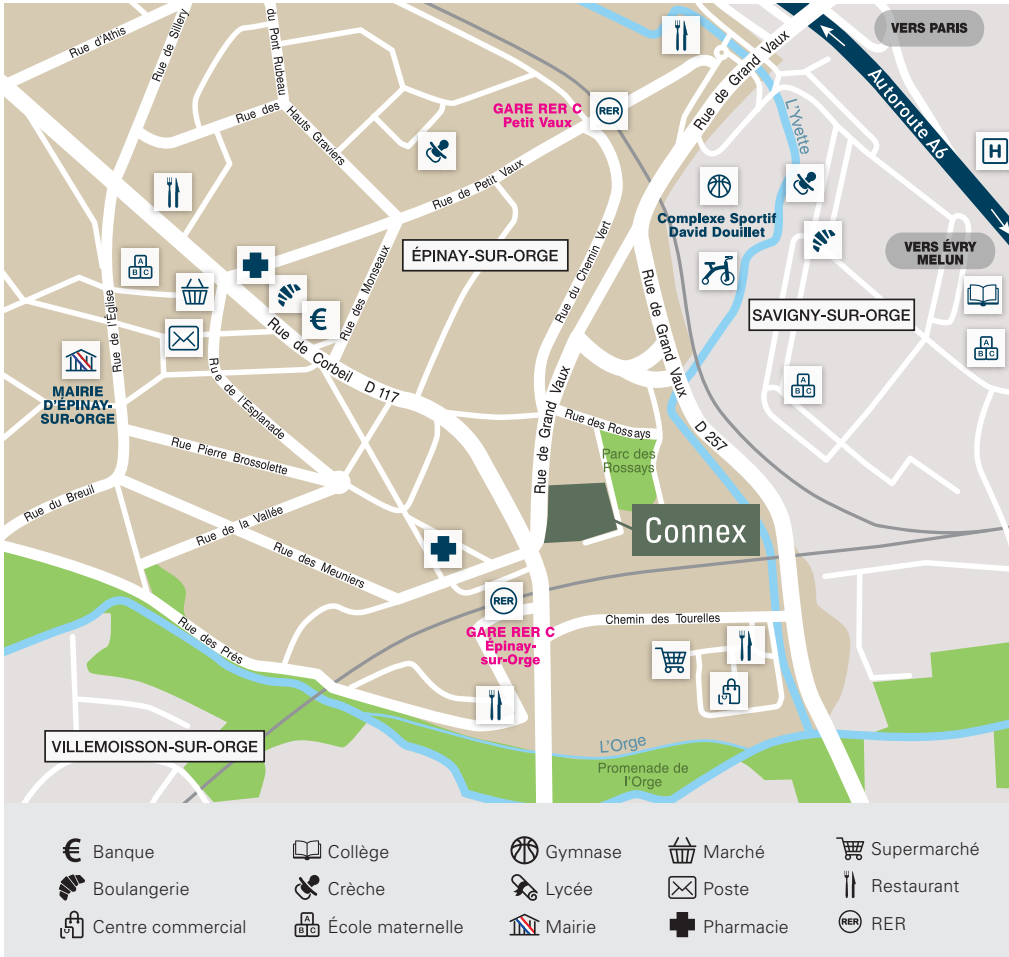 Rue d'Athis
Rue de Sillery
du Pont Rubeau
Rue des
Hauts Graviers
GARE RER C
Petit Vaux
RER
Rue de Grand Vaux
VERS PARIS
Autoroute A6
L'Yvette
H
Rue de Petit Vaux
Complexe Sportif
David Douillet
ÉPINAY-SUR-ORGE
VERS ÉVRY
MELUN
SAVIGNY-SUR-ORGE
A
B C
A
B C
A
B C
€
Rue de l'Église
Rue des Monseaux
Rue du Chemin Vert
Rue de Grand Vaux
MAIRIE
D'ÉPINAY-
SUR-ORGE
Rue de Corbeil D 117
Rue de l'Esplanade
Rue de Grand Vaux
D 257
Rue des Rossays
Parc des
Rossays
Rue Pierre Brossolette
Rue du Breuil
Rue de la Vallée
Rue des Meuniers
Connex
RER
GARE RER C
Épinay-
sur-Orge
Chemin des Tourelles
Rue des Prés
VILLEMOISSON-SUR-ORGE
L'Orge
Promenade de
l'Orge
€ Banque
Collège
Gymnase
Marché
Supermarché
Boulangerie
Crèche
Lycée
Poste
Restaurant
Centre commercial
A
B C
École maternelle
Mairie
Pharmacie
RER RER